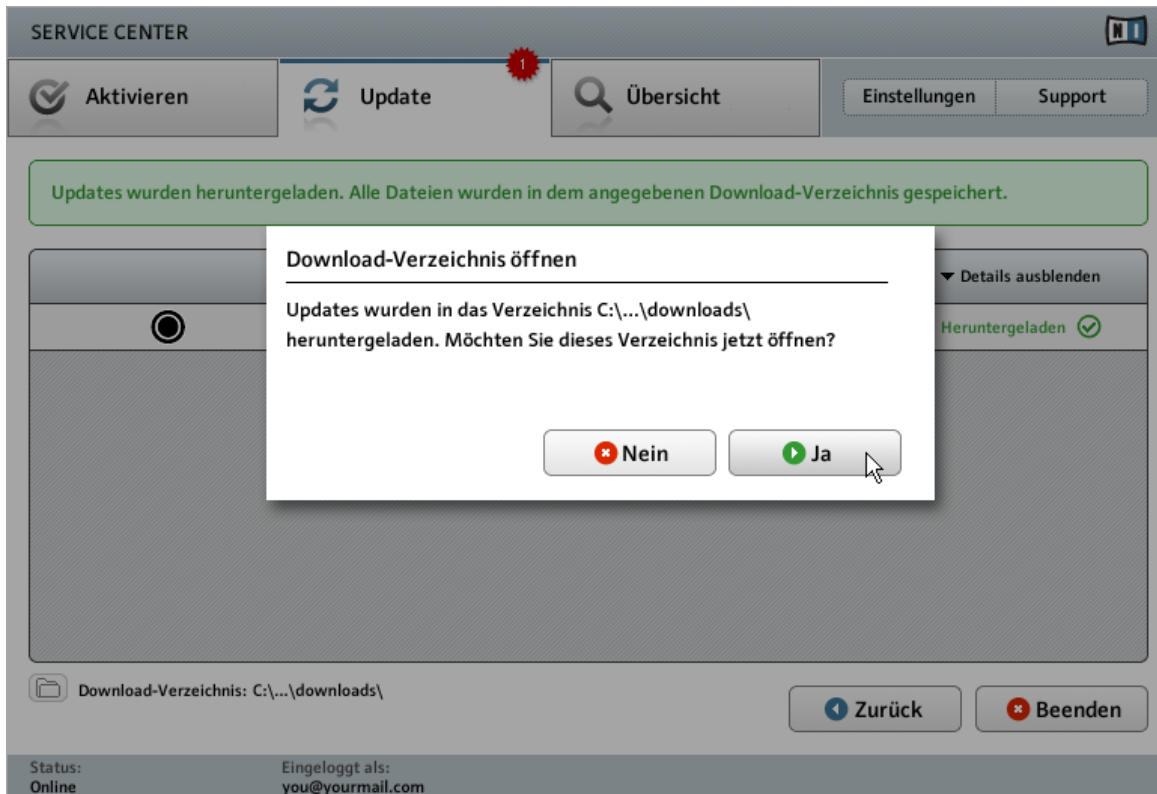 SERVICE CENTER
NI
Aktivieren
Update
1
Übersicht
Einstellungen
Support
Updates wurden heruntergeladen. Alle Dateien wurden in dem angegebenen Download-Verzeichnis gespeichert.
Details ausblenden
Heruntergeladen
Download-Verzeichnis öffnen
Updates wurden in das Verzeichnis C:\...\downloads\
heruntergeladen. Möchten Sie dieses Verzeichnis jetzt öffnen?
Nein
Ja
Download-Verzeichnis: C:\...\downloads\
Zurück
Beenden
Status:
Online
Eingeloggt als:
you@yourmail.com